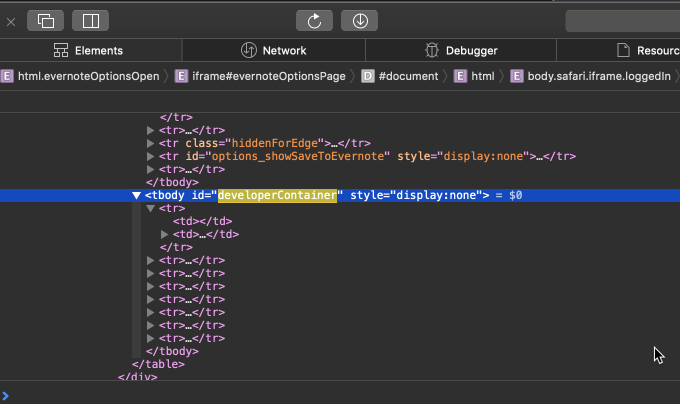 Elements Network Debugger Resourc
E html.evernoteOptionsOpen E iframe#evernoteOptionsPage D #document E html E body.safari.iframe.loggedIn
</tr>
<tr>…</tr>
<tr class="hiddenForEdge">…</tr>
<tr id="options_showSaveToEvernote" style="display:none">…</tr>
<tr>…</tr>
</tbody>
<tbody id="developerContainer" style="display:none"> = $0
<tr>
<td></td>
<td>…</td>
</tr>
<tr>…</tr>
<tr>…</tr>
<tr>…</tr>
<tr>…</tr>
<tr>…</tr>
<tr>…</tr>
<tr>…</tr>
</tbody>
</table>
</div>